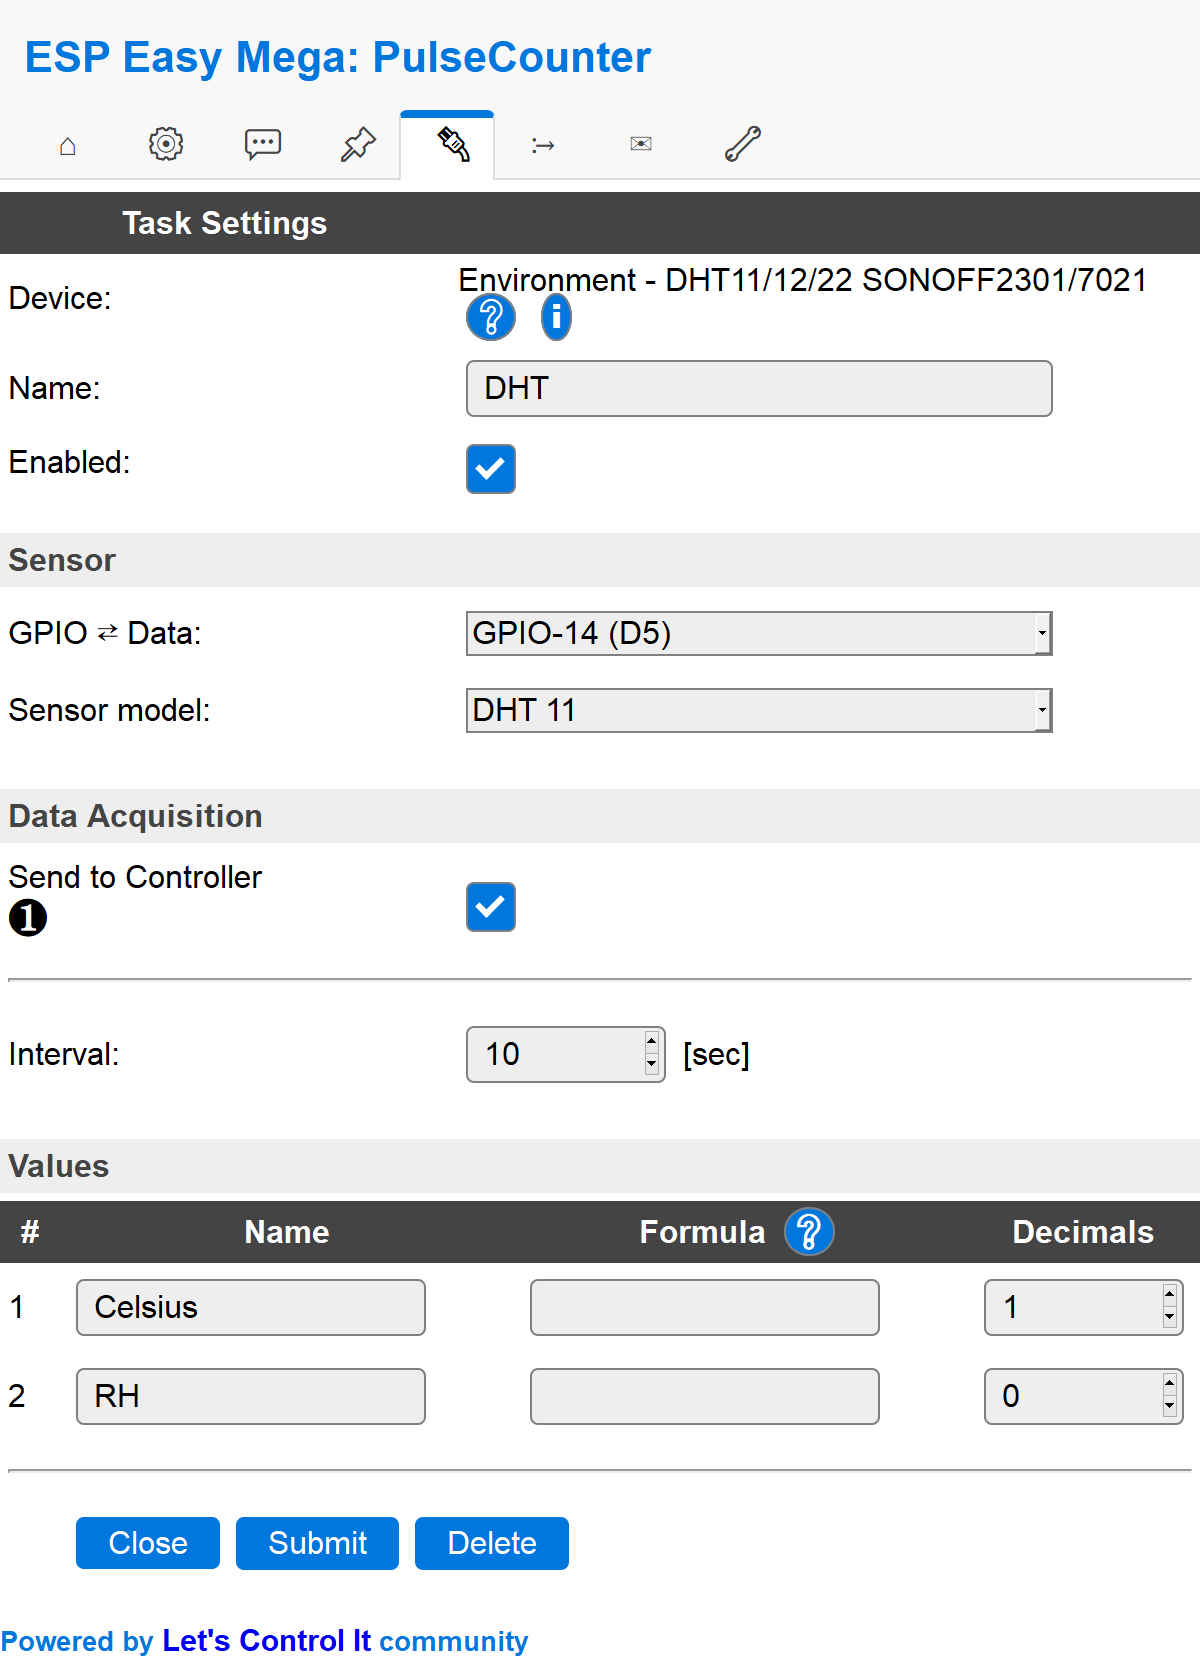 ESP Easy Mega: PulseCounter
Task Settings
Device:
Environment - DHT11/12/22 SONOFF2301/7021
? i
Name:
DHT
Enabled:
Sensor
GPIO ⇄ Data:
GPIO-14 (D5)
Sensor model:
DHT 11
Data Acquisition
Send to Controller
❶
Interval:
10 [sec]
Values
# Name Formula ? Decimals
1 Celsius 1
2 RH 0
Close Submit Delete
Powered by Let's Control It community